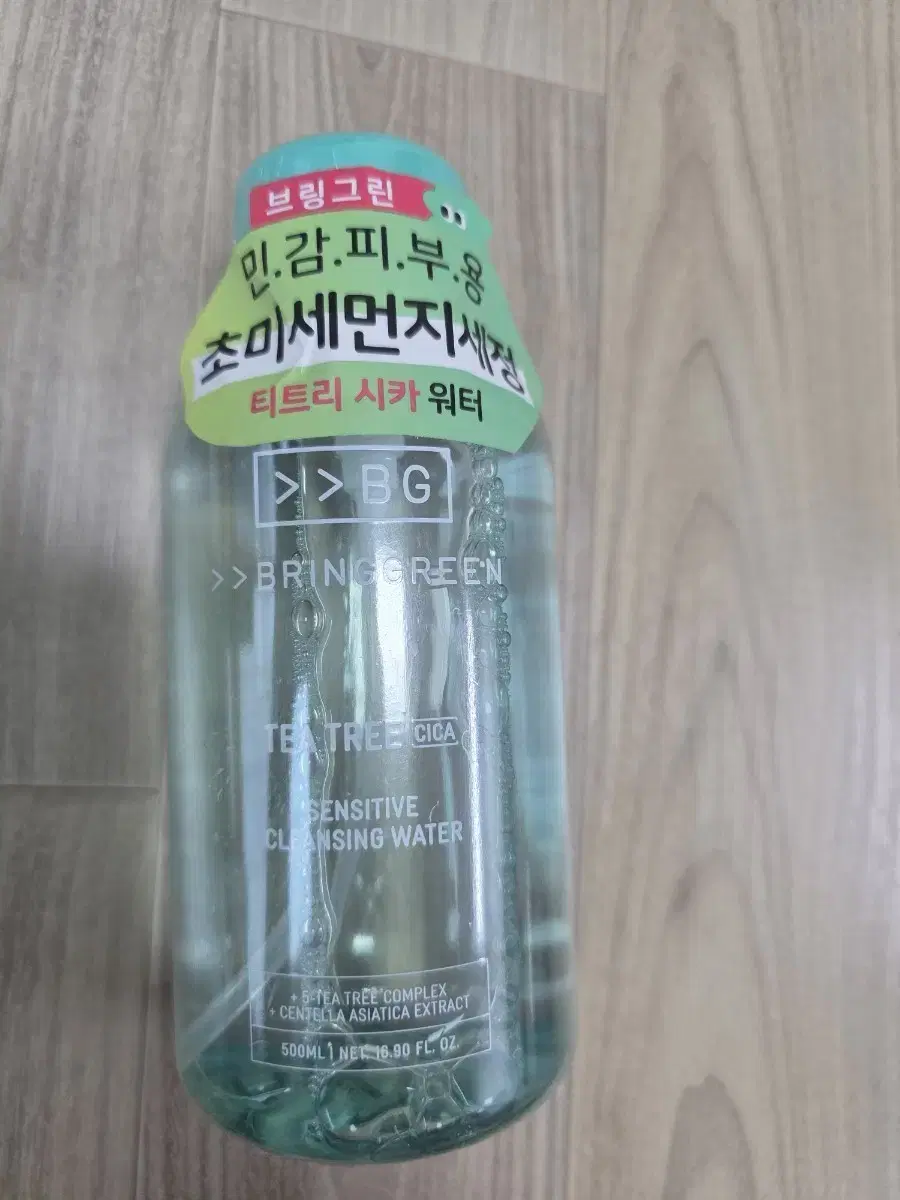 브링그린
민.감.피.부.용
초미세먼지세정
티트리 시카 워터
>>BG
>>BRINGGREEN
TEA TREE CICA
SENSITIVE
CLEANSING WATER
+ 5-TEA TREE COMPLEX
+ CENTELLA ASIATICA EXTRACT
500ML | NET. 16.90 FL. OZ.